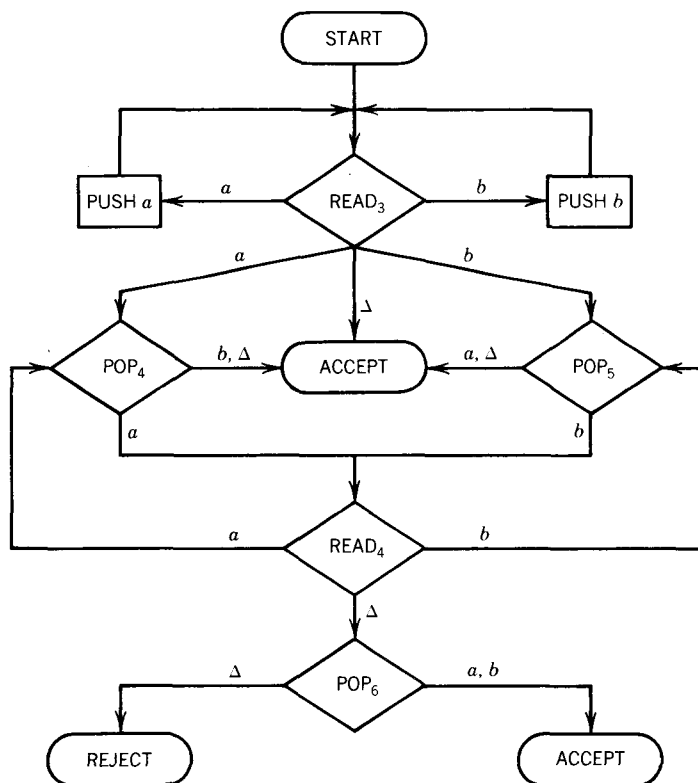 START
PUSH a
a
READ₃
b
PUSH b
a
Δ
b
POP₄
b, Δ
ACCEPT
a, Δ
POP₅
a
b
a
READ₄
b
Δ
Δ
POP₆
a, b
REJECT
ACCEPT